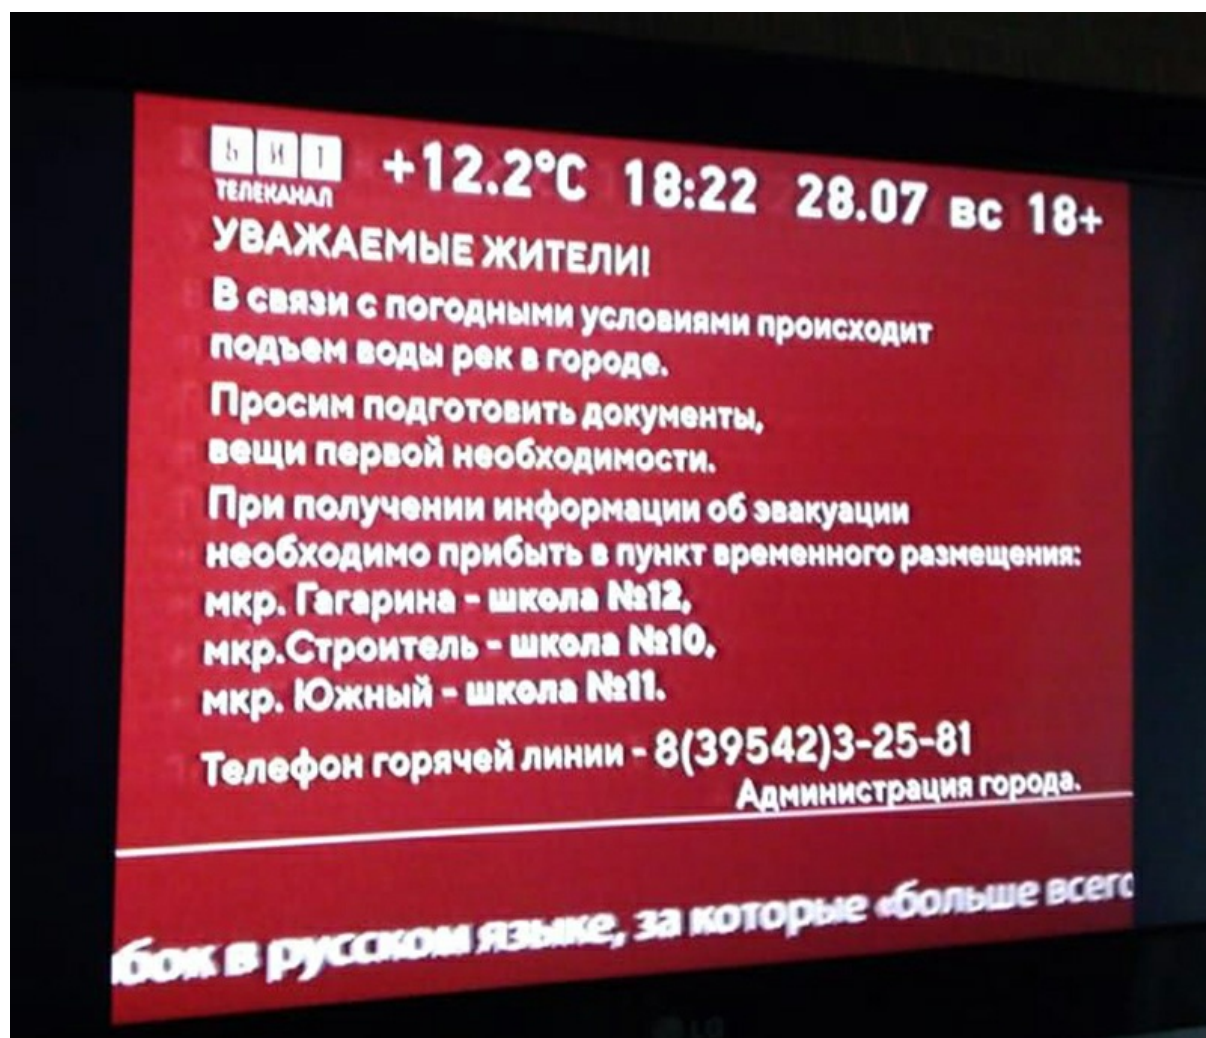 БИТ
ТЕЛЕКАНАЛ
+12.2°C 18:22 28.07 вс 18+
УВАЖАЕМЫЕ ЖИТЕЛИ!
В связи с погодными условиями происходит
подъем воды рек в городе.
Просим подготовить документы,
вещи первой необходимости.
При получении информации об эвакуации
необходимо прибыть в пункт временного размещения:
мкр. Гагарина - школа №12,
мкр.Строитель - школа №10,
мкр. Южный - школа №11.
Телефон горячей линии - 8(39542)3-25-81
Администрация города.
бок в русском языке, за которые «больше всего
LG